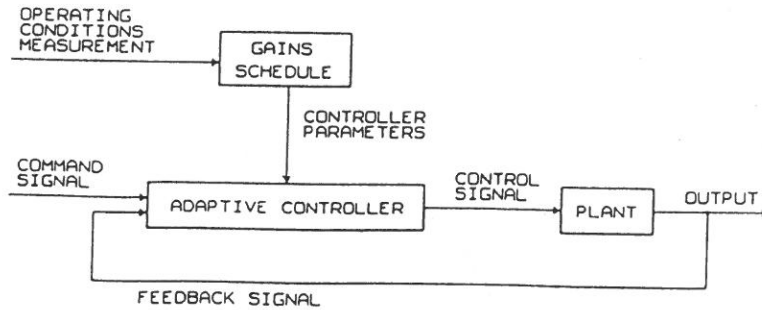 OPERATING
CONDITIONS
MEASUREMENT
GAINS
SCHEDULE
CONTROLLER
PARAMETERS
COMMAND
SIGNAL
ADAPTIVE CONTROLLER
CONTROL
SIGNAL
PLANT
OUTPUT
FEEDBACK SIGNAL